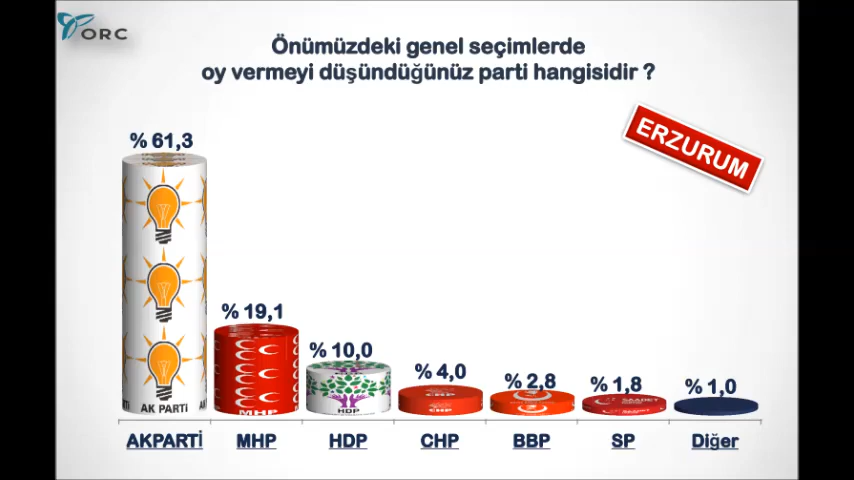 ORC
Önümüzdeki genel seçimlerde
oy vermeyi düşündüğünüz parti hangisidir ?
ERZURUM
% 61,3
% 19,1
% 10,0
% 4,0
% 2,8
% 1,8
% 1,0
AK PARTİ
MHP
HDP
CHP
SAADET
AKPARTİ
MHP
HDP
CHP
BBP
SP
Diğer